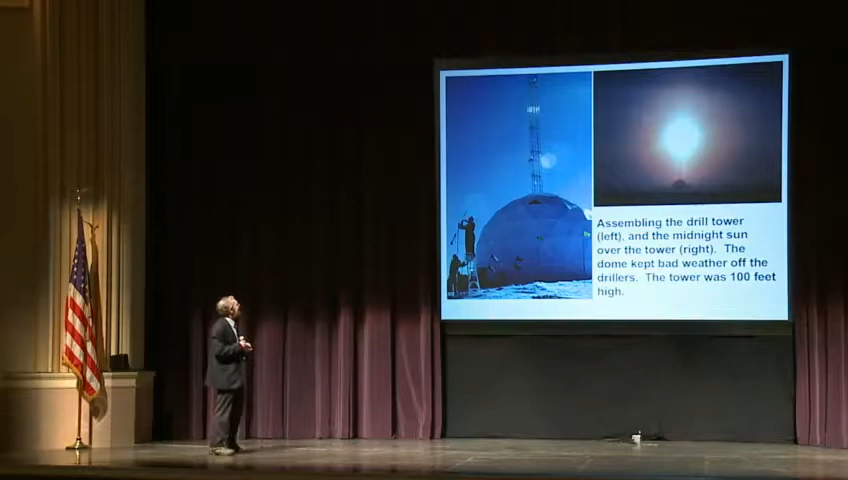 Assembling the drill tower
(left), and the midnight sun
over the tower (right).  The
dome kept bad weather off the
drillers.  The tower was 100 feet
high.